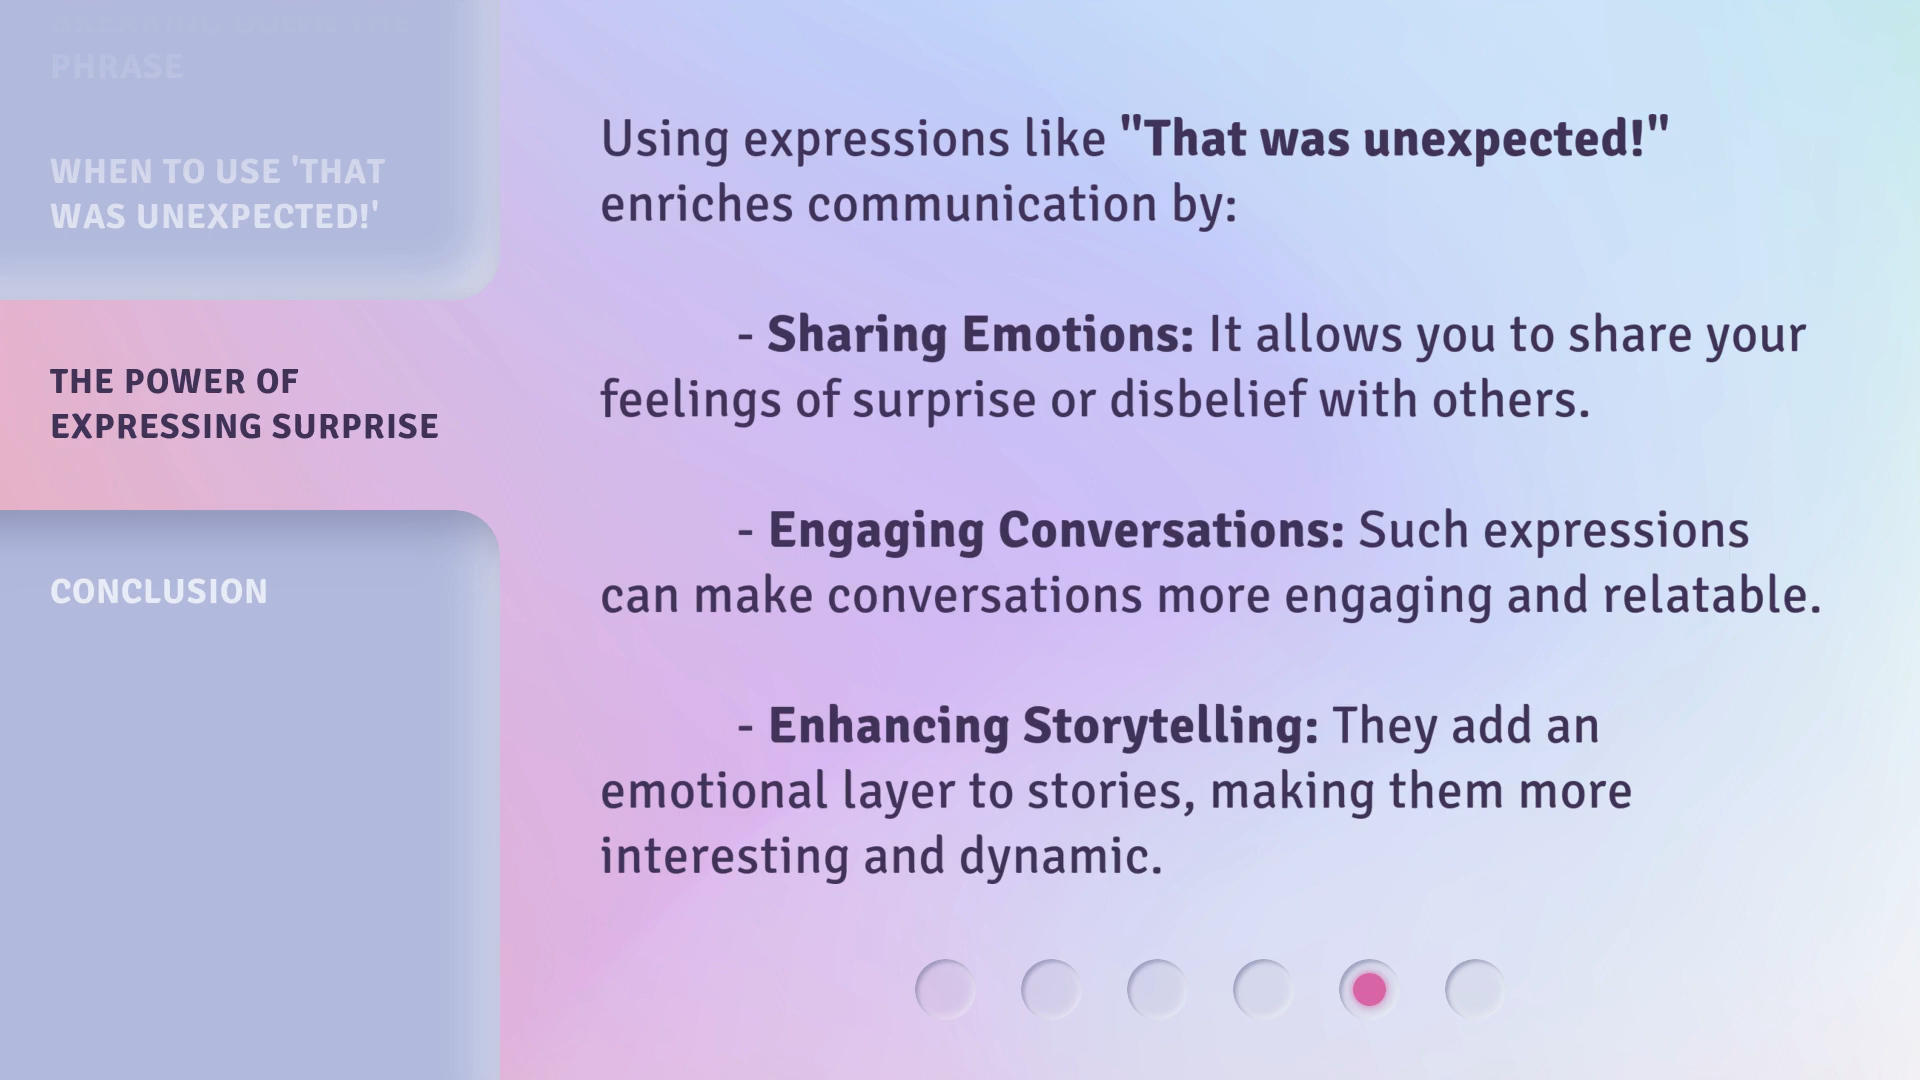 BREAKING DOWN THE
PHRASE
WHEN TO USE 'THAT
WAS UNEXPECTED!'
THE POWER OF
EXPRESSING SURPRISE
CONCLUSION
Using expressions like "That was unexpected!"
enriches communication by:
- Sharing Emotions: It allows you to share your
feelings of surprise or disbelief with others.
- Engaging Conversations: Such expressions
can make conversations more engaging and relatable.
- Enhancing Storytelling: They add an
emotional layer to stories, making them more
interesting and dynamic.